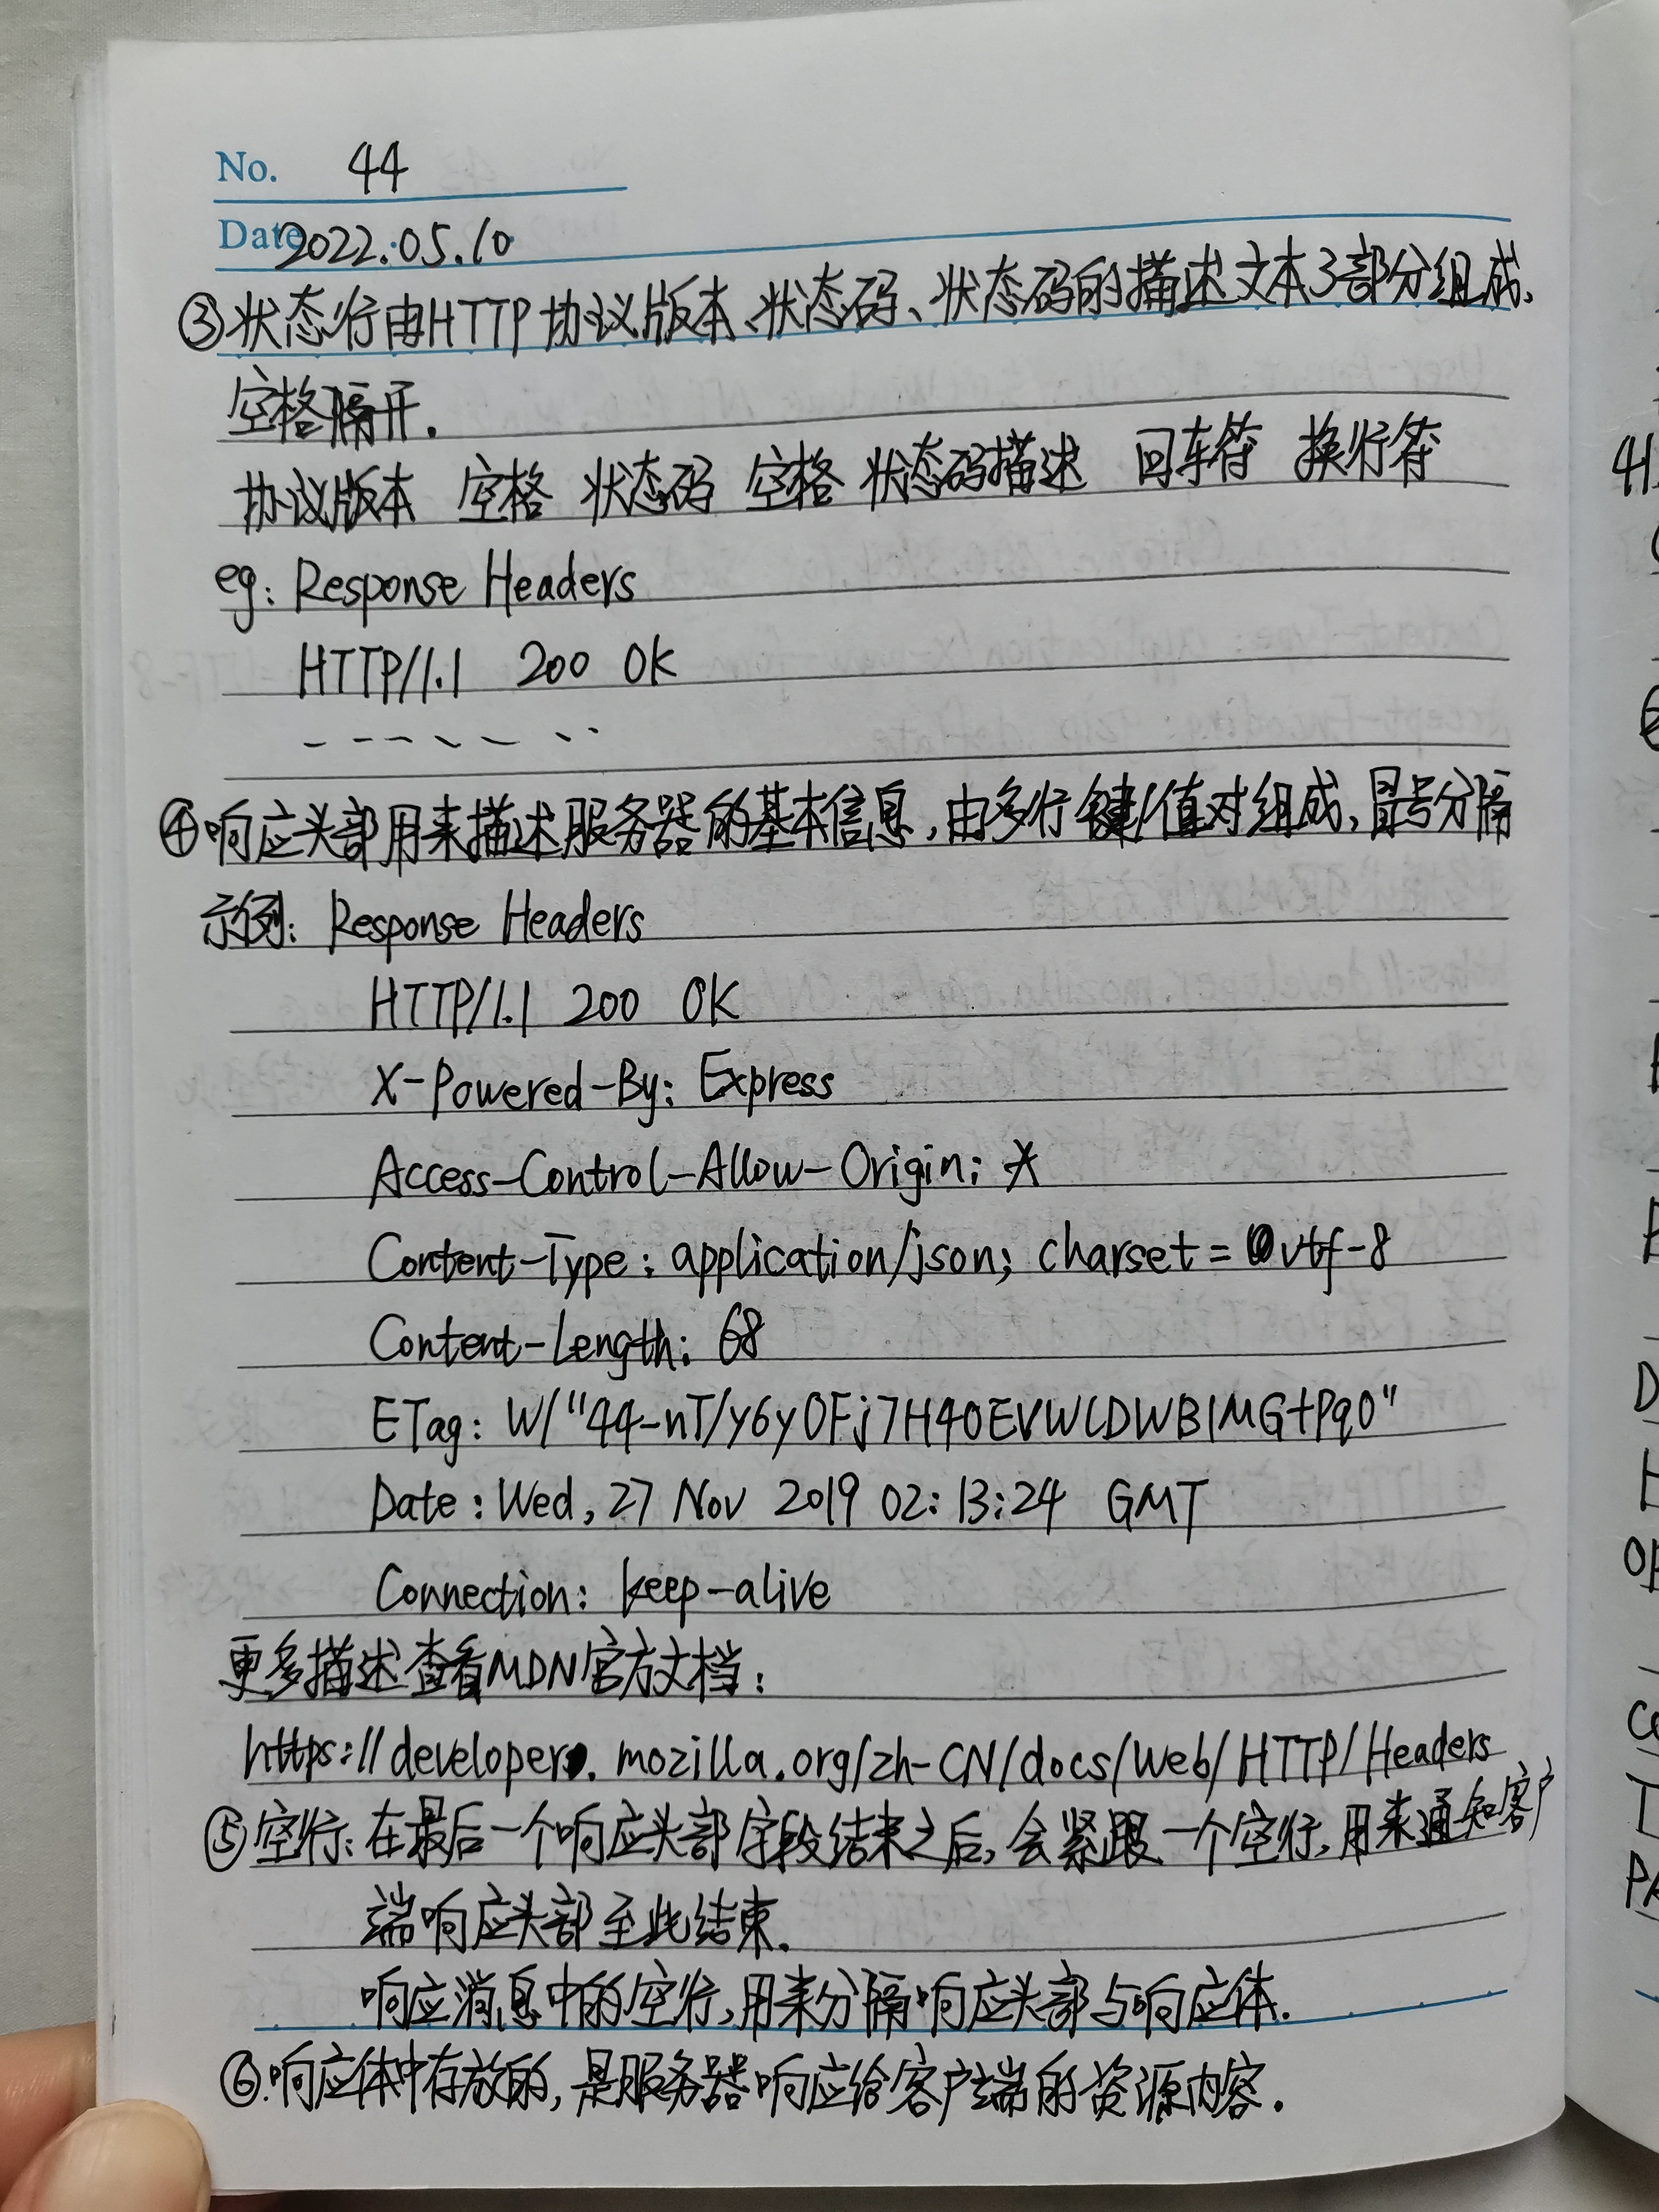 No. 44
Date 2022.05.10
③状态行由HTTP协议版本、状态码、状态码的描述文本3部分组成,
空格隔开.
协议版本 空格 状态码 空格 状态码描述 回车符 换行符
eg: Response Headers
HTTP/1.1 200 OK
④响应头部用来描述服务器的基本信息,由多行键/值对组成,冒号分隔
示例: Response Headers
HTTP/1.1 200 OK
X-Powered-By: Express
Access-Control-Allow-Origin: *
Content-Type: application/json; charset=utf-8
Content-Length: 68
ETag: W/"44-nT/y6yOFj7H40EVWLDWB1MG+Pq0"
Date: Wed, 27 Nov 2019 02:13:24 GMT
Connection: keep-alive
更多描述查看MDN官方文档:
https://developer.mozilla.org/zh-CN/docs/Web/HTTP/Headers
⑤空行:在最后一个响应头部字段结束之后,会紧跟一个空行,用来通知客户
端响应头部至此结束.
响应消息中的空行,用来分隔响应头部与响应体.
⑥.响应体中存放的,是服务器响应给客户端的资源内容.